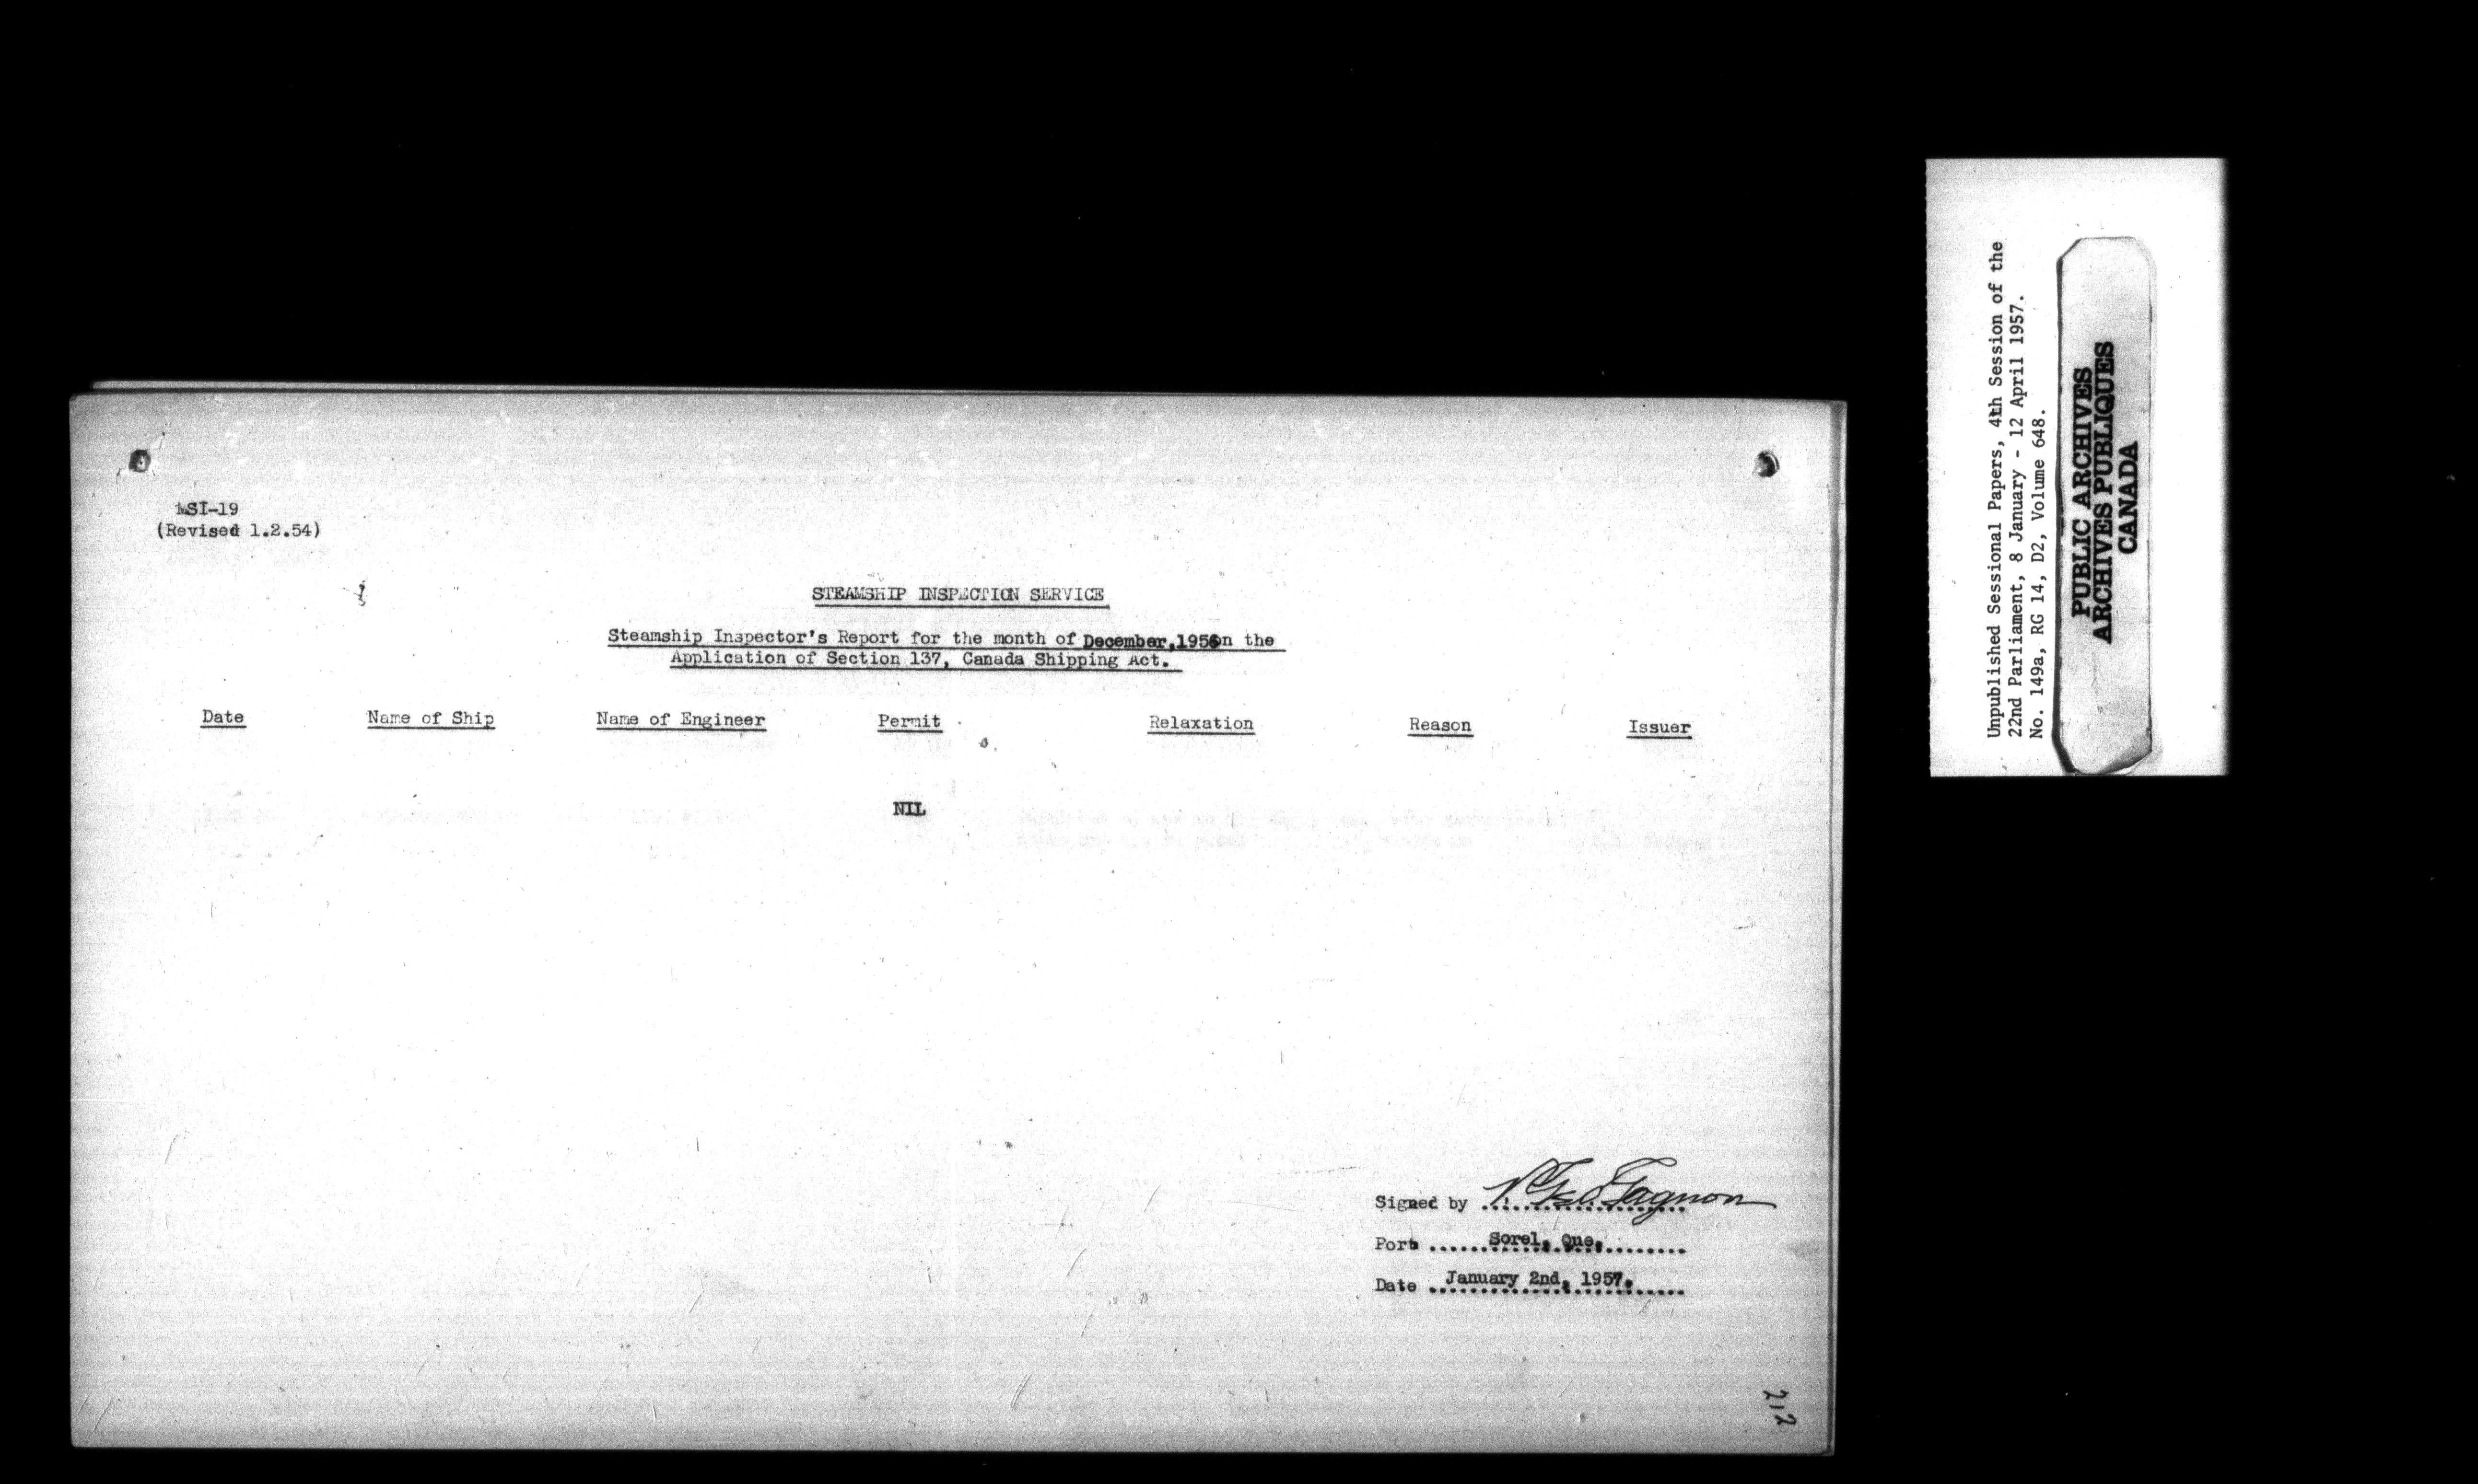 SI-19
(Revised 1.2.54)
STEAMSHIP INSPECTION SERVICE
Steamship Inspector's Report for the month of December,1956n the
Application of Section 137, Canada Shipping Act.
Date Name of Ship Name of Engineer Permit Relaxation Reason Issuer
NIL
Signed by
Port Sorel, Que.
Date January 2nd, 1957.
212
Unpublished Sessional Papers, 4th Session of the
22nd Parliament, 8 January - 12 April 1957.
No. 149a, RG 14, D2, Volume 648.
PUBLIC ARCHIVES
ARCHIVES PUBLIQUES
CANADA